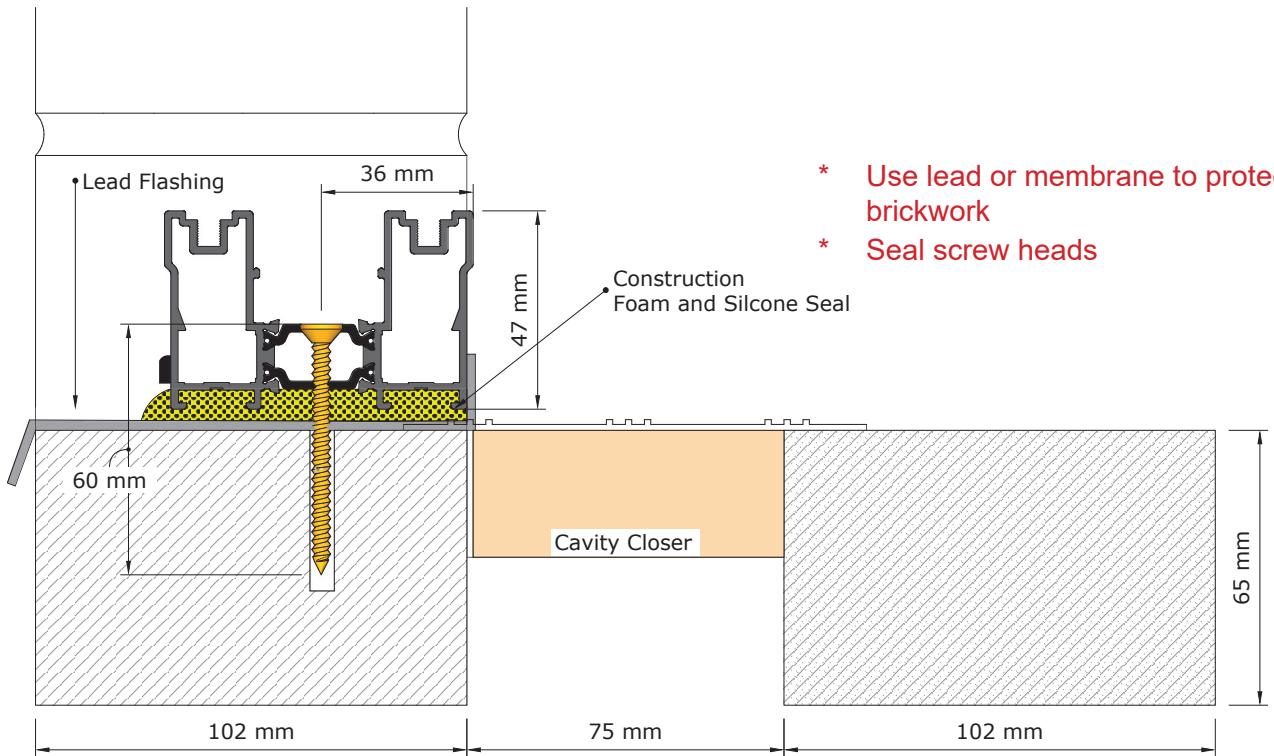 Lead Flashing
36 mm
* Use lead or membrane to prote
brickwork
* Seal screw heads
Construction
Foam and Silcone Seal
47 mm
60 mm
Cavity Closer
65 mm
102 mm
75 mm
102 mm